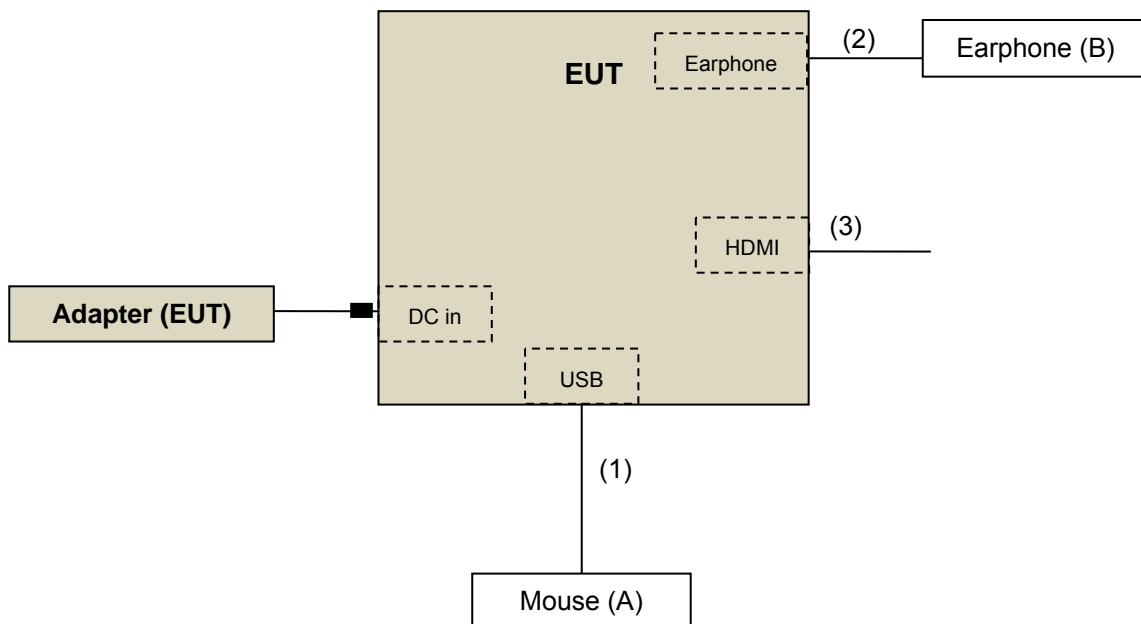 EUT
Earphone
(2)
Earphone (B)
HDMI
(3)
Adapter (EUT)
DC in
USB
(1)
Mouse (A)